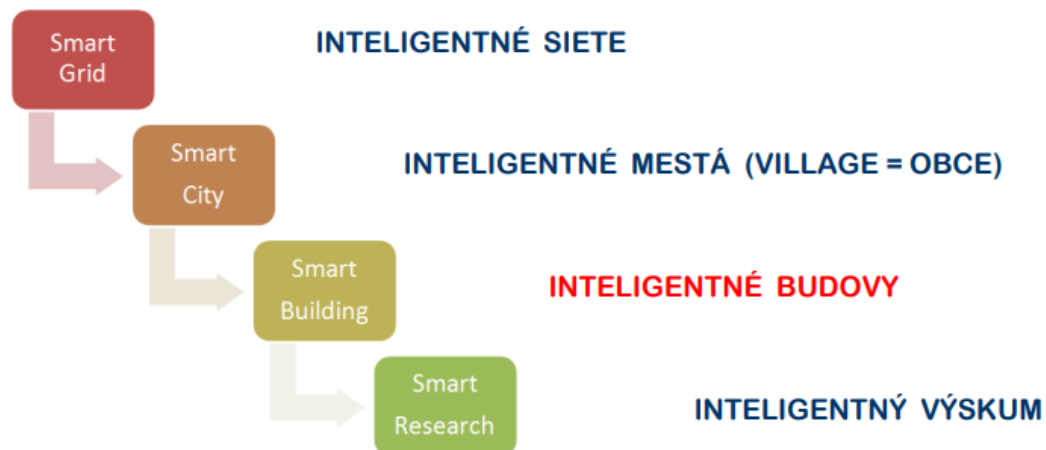 Smart
Grid
INTELIGENTNÉ SIETE
Smart
City
INTELIGENTNÉ MESTÁ (VILLAGE = OBCE)
Smart
Building
INTELIGENTNÉ BUDOVY
Smart
Research
INTELIGENTNÝ VÝSKUM